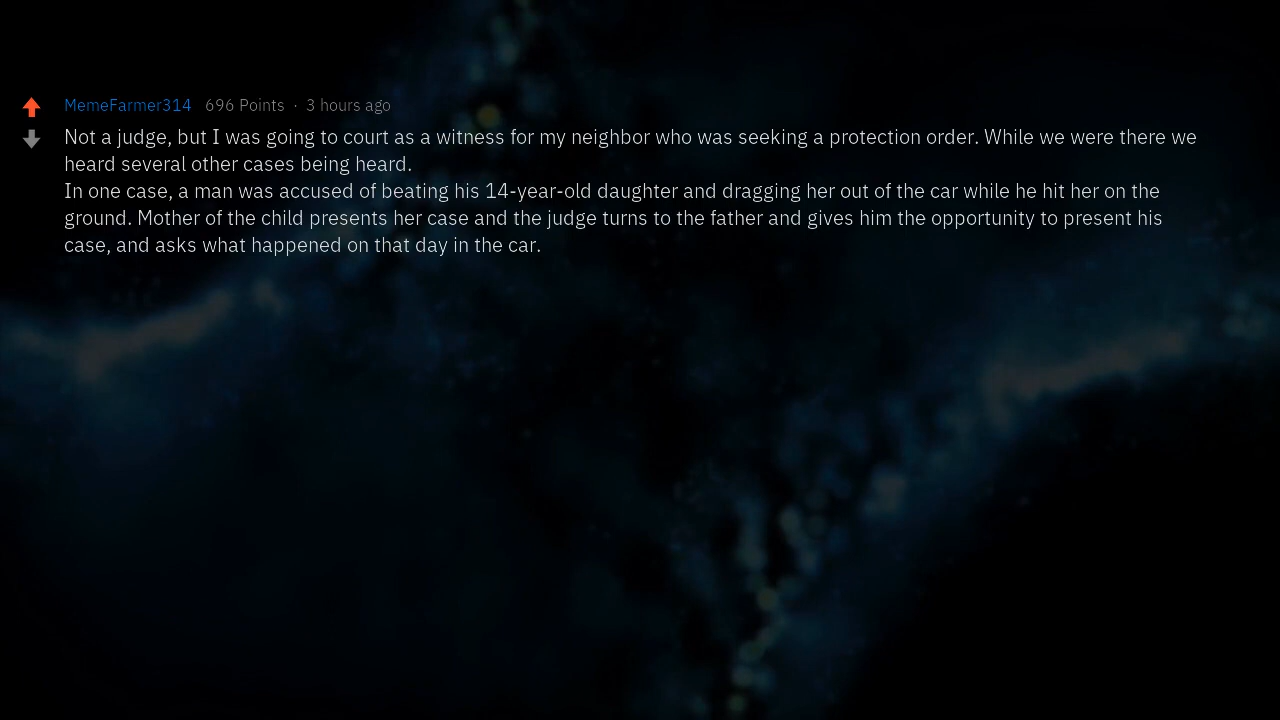 MemeFarmer314 696 Points · 3 hours ago
Not a judge, but I was going to court as a witness for my neighbor who was seeking a protection order. While we were there we
heard several other cases being heard.
In one case, a man was accused of beating his 14-year-old daughter and dragging her out of the car while he hit her on the
ground. Mother of the child presents her case and the judge turns to the father and gives him the opportunity to present his
case, and asks what happened on that day in the car.